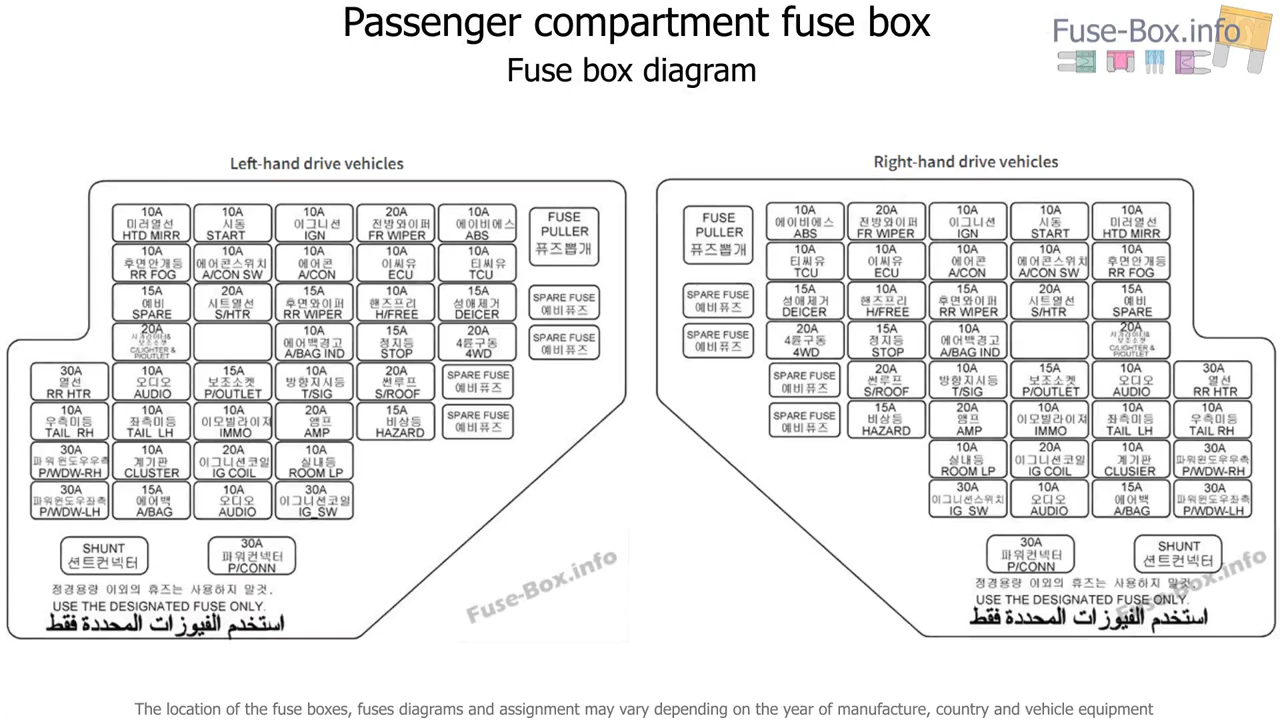 Passenger compartment fuse box
Fuse-Box.info
Fuse box diagram
Left-hand drive vehicles
10A
미러열선
HTD MIRR
10A
시동
START
10A
이그니션
IGN
20A
전방와이퍼
FR WIPER
10A
에이비에스
ABS
FUSE
PULLER
퓨즈뽑개
10A
후면안개등
RR FOG
10A
에어콘스위치
A/CON SW
10A
에어콘
A/CON
10A
이씨유
ECU
10A
티씨유
TCU
15A
예비
SPARE
20A
시트열선
S/HTR
15A
후면와이퍼
RR WIPER
10A
핸즈프리
H/FREE
15A
성애제거
DEICER
SPARE FUSE
예비퓨즈
20A
시가라이터&
보조소켓
C/LIGHTER &
P/OUTLET
10A
에어백경고
A/BAG IND
15A
정지등
STOP
20A
4륜구동
4WD
SPARE FUSE
예비퓨즈
30A
열선
RR HTR
10A
오디오
AUDIO
15A
보조소켓
P/OUTLET
10A
방향지시등
T/SIG
20A
썬루프
S/ROOF
SPARE FUSE
예비퓨즈
10A
우측미등
TAIL RH
10A
좌측미등
TAIL LH
10A
이모빌라이져
IMMO
20A
앰프
AMP
15A
비상등
HAZARD
SPARE FUSE
예비퓨즈
30A
파워윈도우우측
P/WDW-RH
10A
계기판
CLUSTER
20A
이그니션코일
IG COIL
10A
실내등
ROOM LP
30A
파워윈도우좌측
P/WDW-LH
15A
에어백
A/BAG
10A
오디오
AUDIO
30A
이그니션코일
IG_SW
SHUNT
션트컨넥터
30A
파워컨넥터
P/CONN
정경용량 이외의 휴즈는 사용하지 말것.
USE THE DESIGNATED FUSE ONLY.
استخدم الفيوزات المحددة فقط
Fuse-Box.info
Right-hand drive vehicles
FUSE
PULLER
퓨즈뽑개
10A
에이비에스
ABS
20A
전방와이퍼
FR WIPER
10A
이그니션
IGN
10A
시동
START
10A
미러열선
HTD MIRR
10A
티씨유
TCU
10A
이씨유
ECU
10A
에어콘
A/CON
10A
에어콘스위치
A/CON SW
10A
후면안개등
RR FOG
SPARE FUSE
예비퓨즈
15A
성애제거
DEICER
10A
핸즈프리
H/FREE
15A
후면와이퍼
RR WIPER
20A
시트열선
S/HTR
15A
예비
SPARE
SPARE FUSE
예비퓨즈
20A
4륜구동
4WD
15A
정지등
STOP
10A
에어백경고
A/BAG IND
20A
시가라이터&
보조소켓
C/LIGHTER &
P/OUTLET
SPARE FUSE
예비퓨즈
20A
썬루프
S/ROOF
10A
방향지시등
T/SIG
15A
보조소켓
P/OUTLET
10A
오디오
AUDIO
30A
열선
RR HTR
SPARE FUSE
예비퓨즈
15A
비상등
HAZARD
20A
앰프
AMP
10A
이모빌라이져
IMMO
10A
좌측미등
TAIL LH
10A
우측미등
TAIL RH
10A
실내등
ROOM LP
20A
이그니션코일
IG COIL
10A
계기판
CLUSIER
30A
파워윈도우우측
P/WDW-RH
30A
이그니션스위치
IG SW
10A
오디오
AUDIO
15A
에어백
A/BAG
30A
파워윈도우좌측
P/WDW-LH
30A
파워컨넥터
P/CONN
SHUNT
션트컨넥터
정경용량 이외의 휴즈는 사용하지 말것.
USE THE DESIGNATED FUSE ONLY.
استخدم الفيوزات المحددة فقط
Fuse-Box.info
The location of the fuse boxes, fuses diagrams and assignment may vary depending on the year of manufacture, country and vehicle equipment